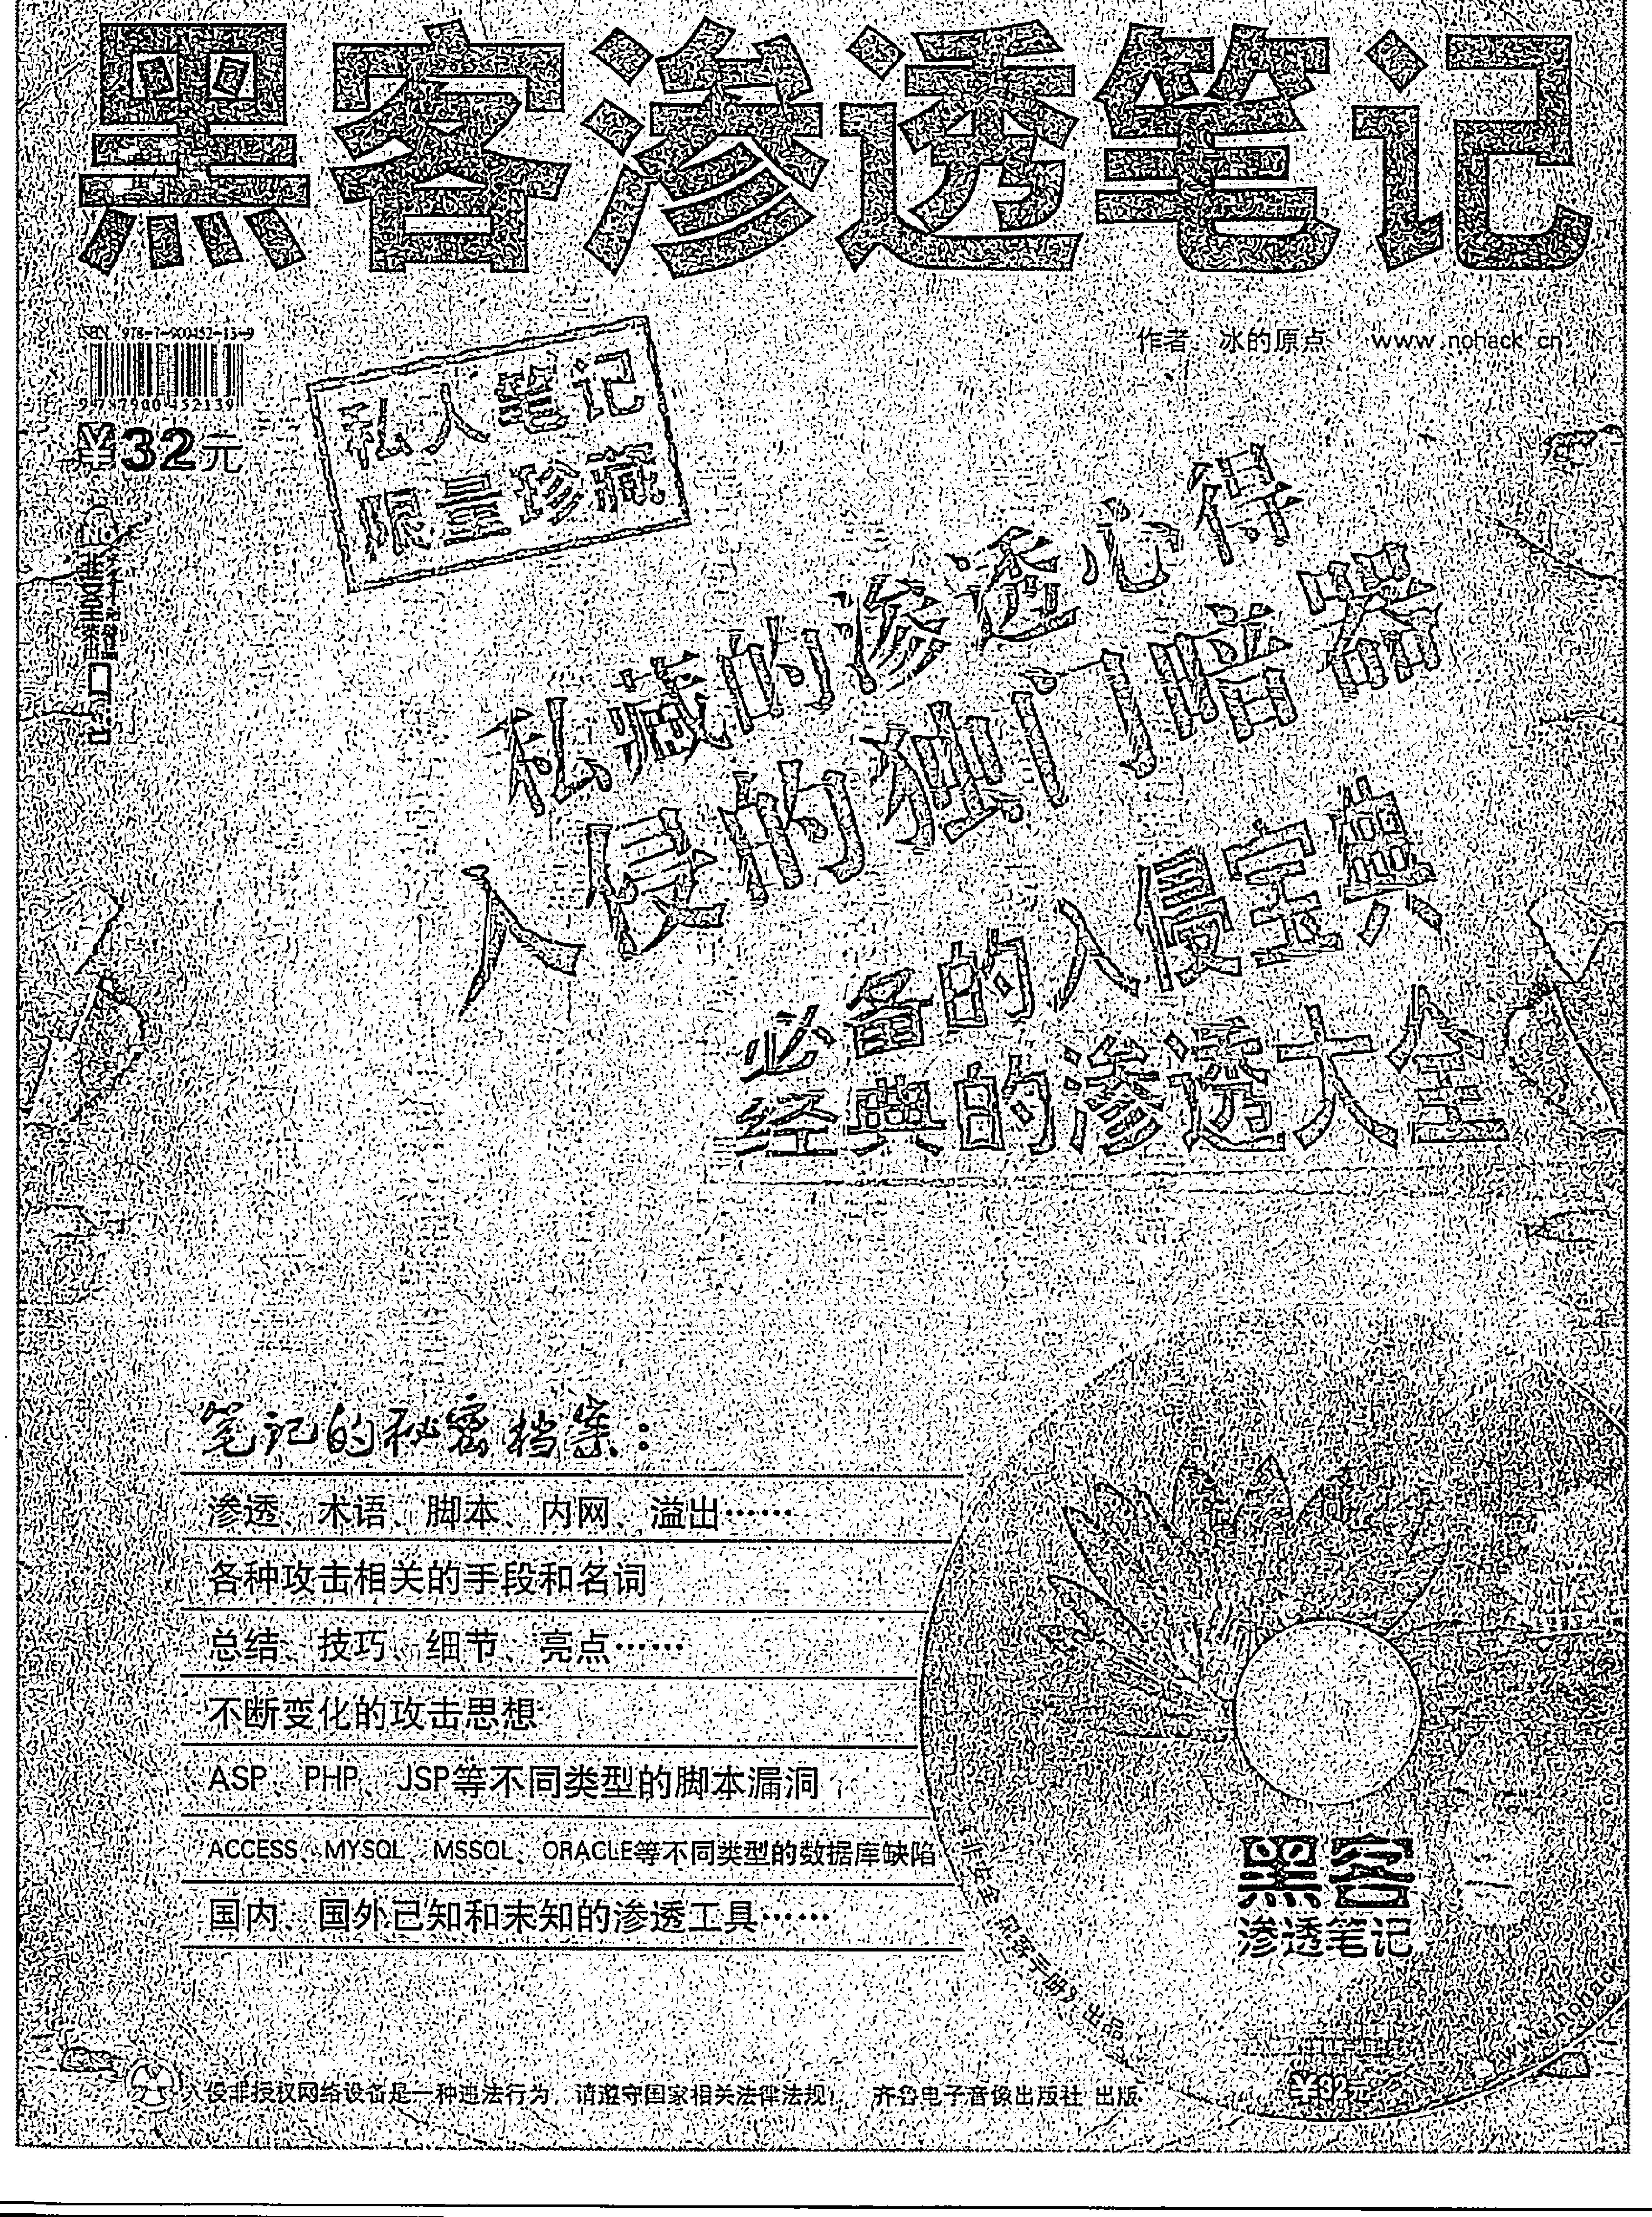 黑客渗透笔记
ISBN 978-7-900452-13-9
9 787900 452139
作者：冰的原点 www.nohack.cn
¥32元
私人笔记
限量珍藏
私藏的渗透心得
入侵的独门暗器
必备的入侵宝典
经典的渗透大全
笔记的秘密档案：
渗透、术语、脚本、内网、溢出……
各种攻击相关的手段和名词
总结、技巧、细节、亮点……
不断变化的攻击思想
ASP、PHP、JSP等不同类型的脚本漏洞
ACCESS、MYSQL、MSSQL、ORACLE等不同类型的数据库缺陷
国内、国外已知和未知的渗透工具……
黑客
渗透笔记
出品
www.nohack
¥32元
入侵非授权网络设备是一种违法行为，请遵守国家相关法律法规！ 齐鲁电子音像出版社 出版